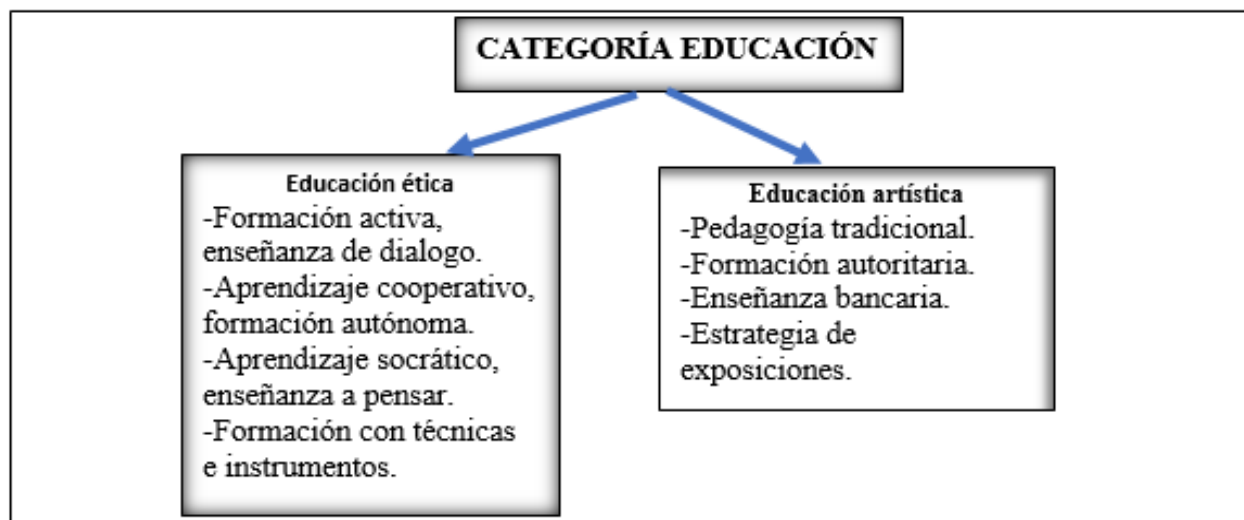 CATEGORÍA EDUCACIÓN
Educación ética
-Formación activa,
enseñanza de dialogo.
-Aprendizaje cooperativo,
formación autónoma.
-Aprendizaje socrático,
enseñanza a pensar.
-Formación con técnicas
e instrumentos.
Educación artística
-Pedagogía tradicional.
-Formación autoritaria.
-Enseñanza bancaria.
-Estrategia de
exposiciones.